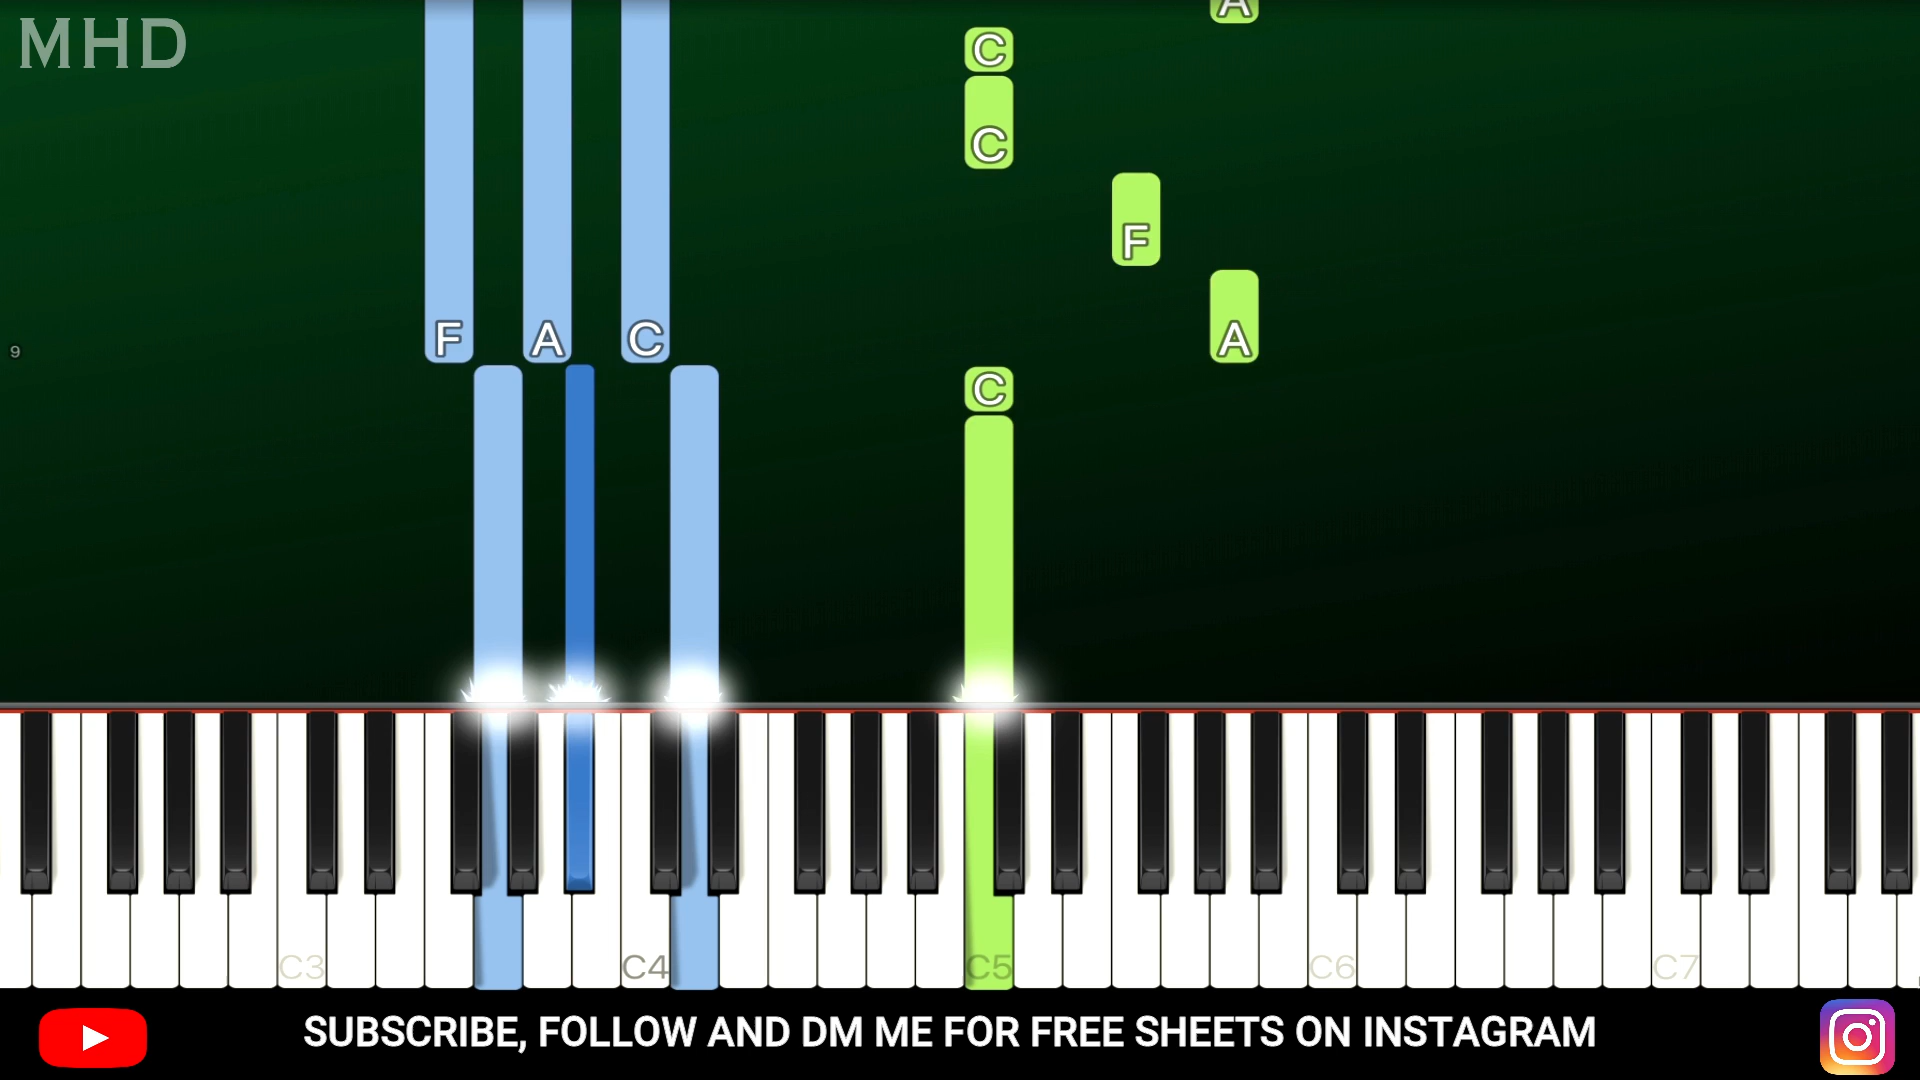 MHD
A
C
C
F
F A C A
9
C
C3 C4 C5 C6 C7
SUBSCRIBE, FOLLOW AND DM ME FOR FREE SHEETS ON INSTAGRAM